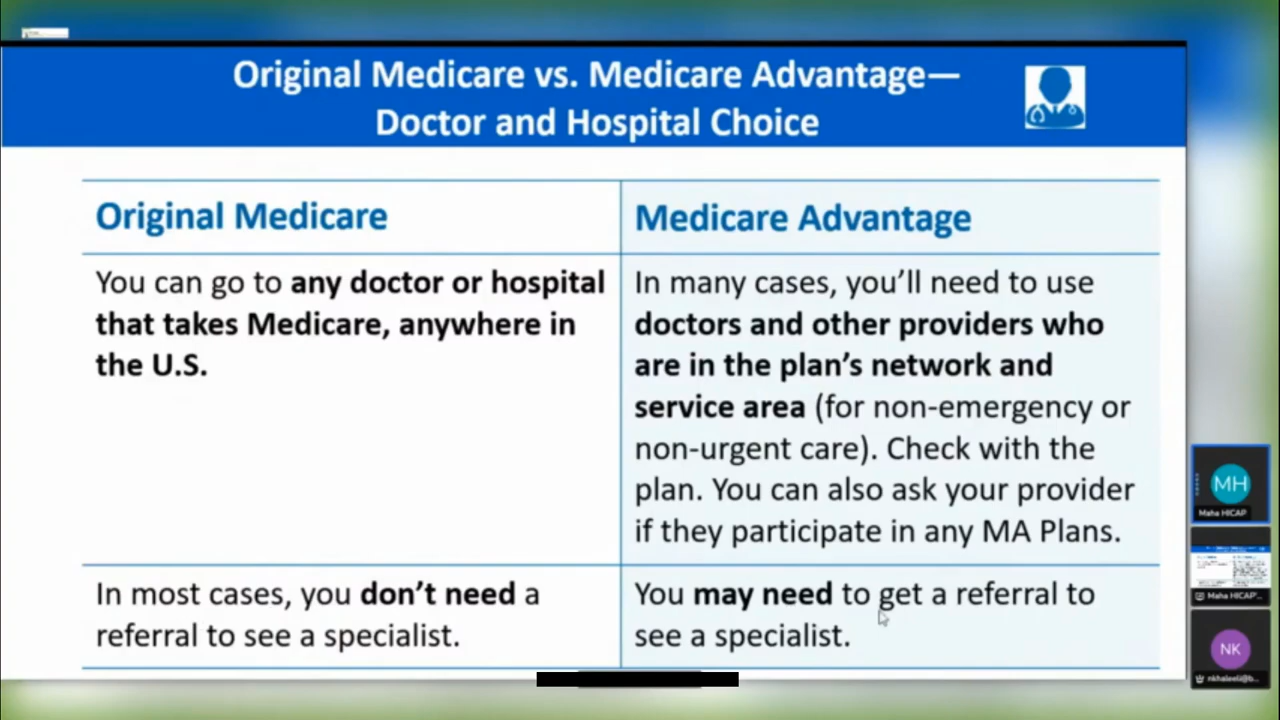 Original Medicare vs. Medicare Advantage—
Doctor and Hospital Choice
Original Medicare
Medicare Advantage
You can go to any doctor or hospital
that takes Medicare, anywhere in
the U.S.
In many cases, you'll need to use
doctors and other providers who
are in the plan's network and
service area (for non-emergency or
non-urgent care). Check with the
plan. You can also ask your provider
if they participate in any MA Plans.
In most cases, you don't need a
referral to see a specialist.
You may need to get a referral to
see a specialist.
MH
Maha HICAP
Maha HICAP'...
NK
nkhaleeli@b...